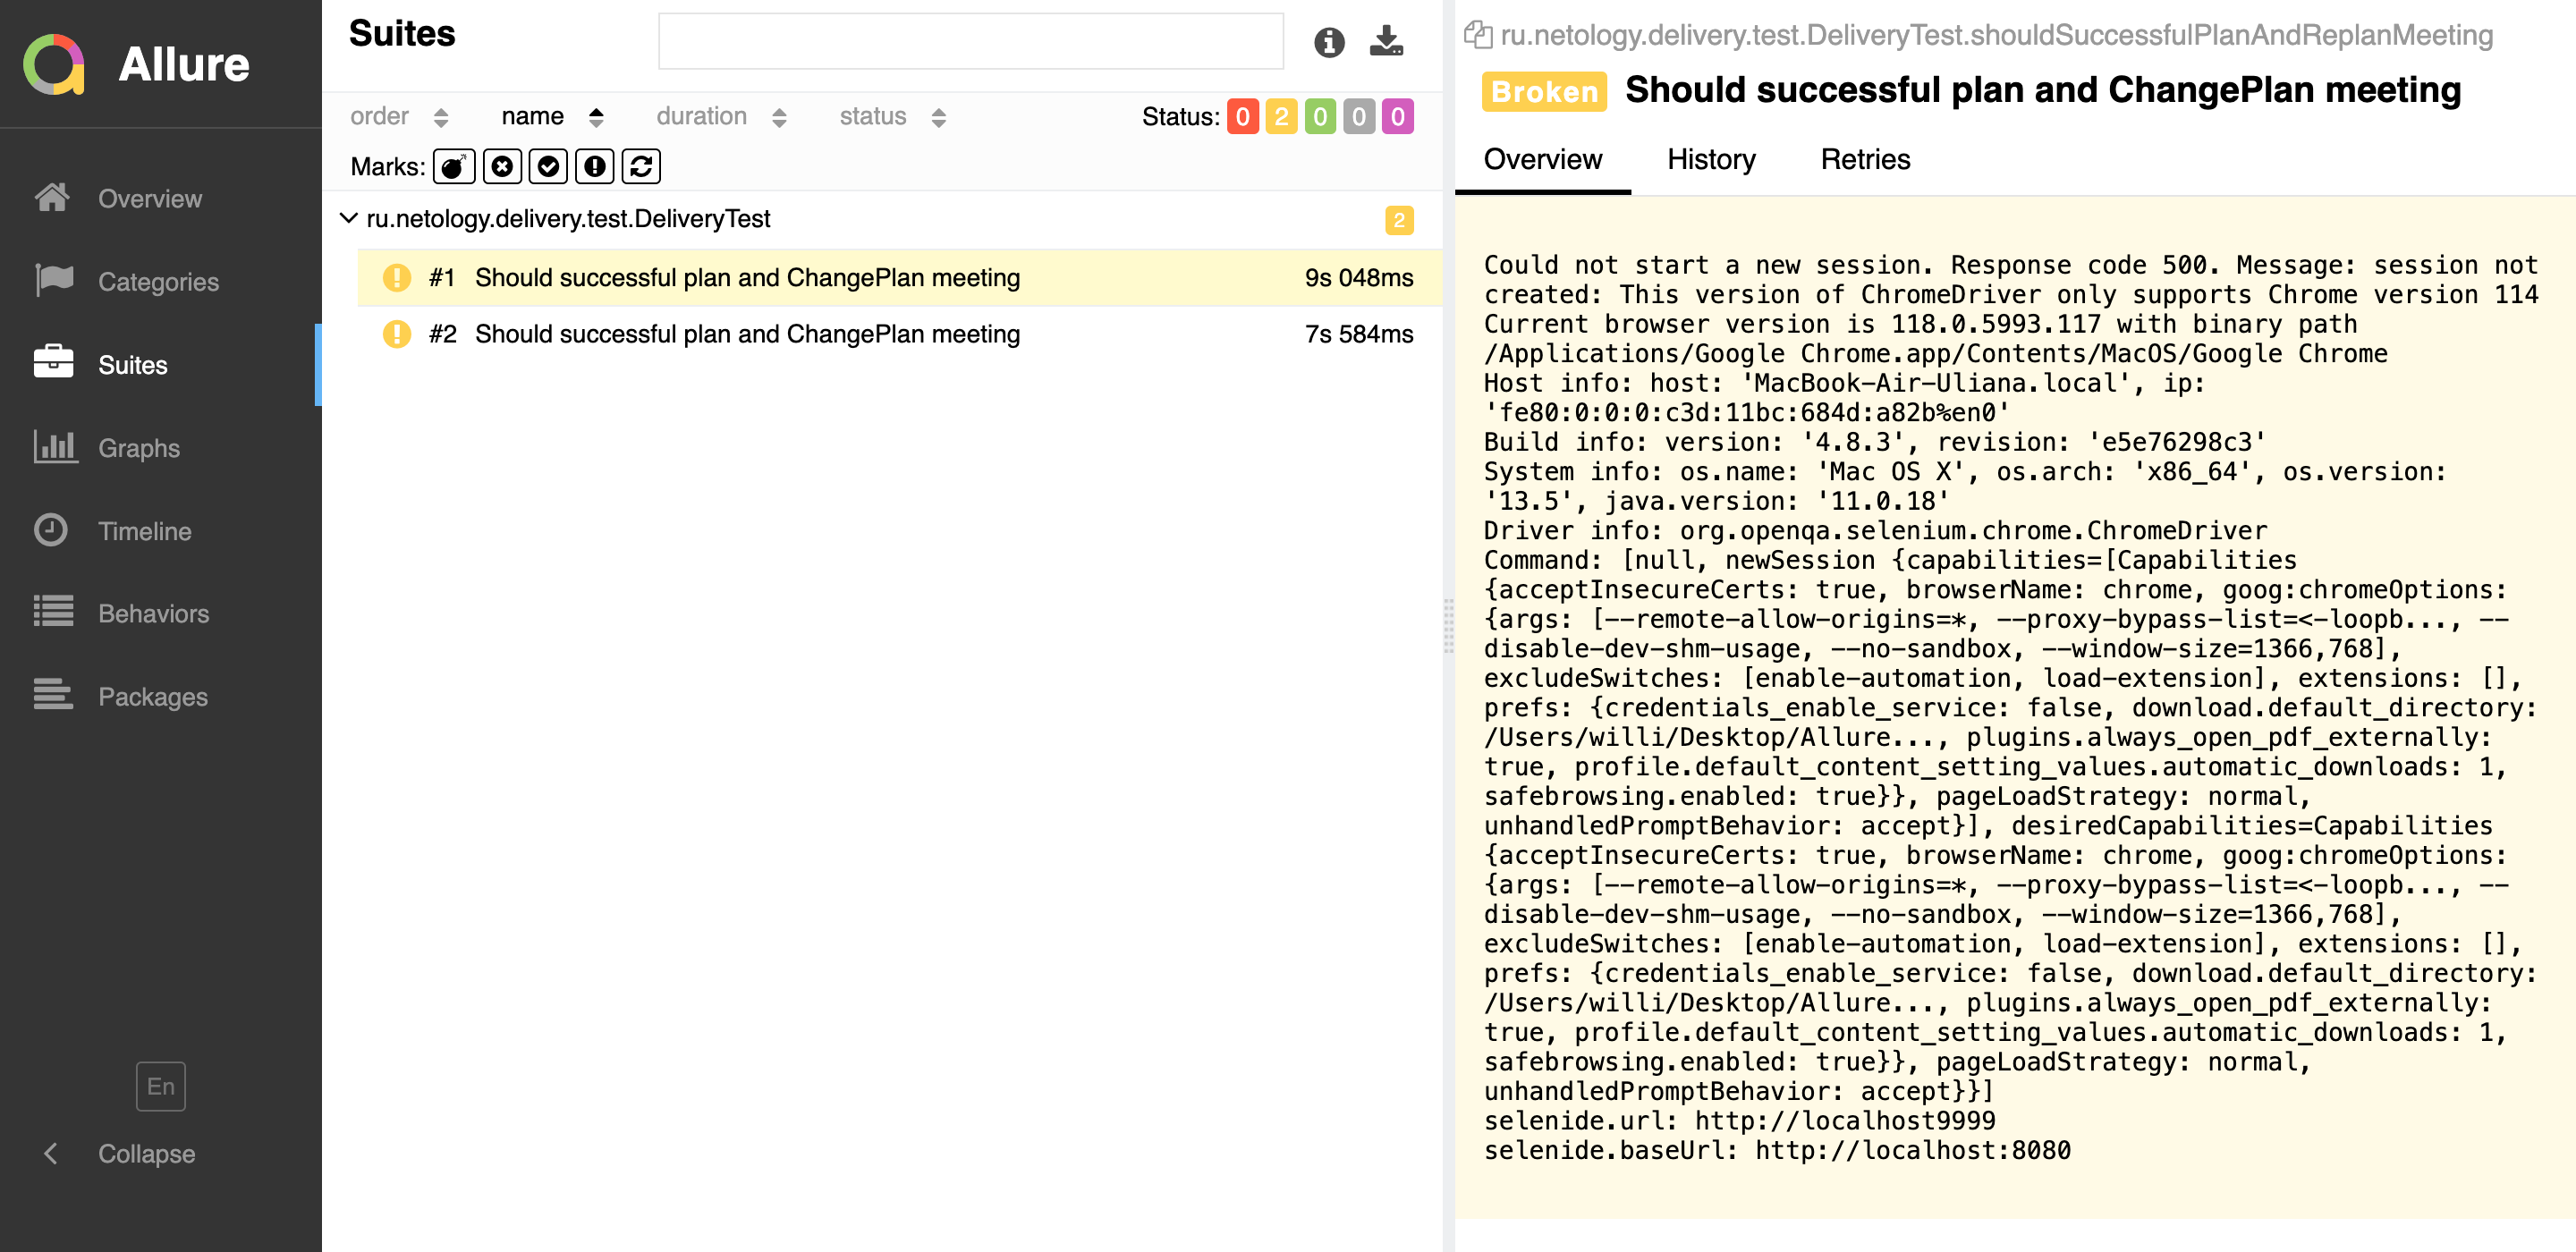 Allure
Overview
Categories
Suites
Graphs
Timeline
Behaviors
Packages
En
Collapse
Suites
order name duration status Status: 0 2 0 0 0
Marks:
ru.netology.delivery.test.DeliveryTest 2
#1 Should successful plan and ChangePlan meeting 9s 048ms
#2 Should successful plan and ChangePlan meeting 7s 584ms
ru.netology.delivery.test.DeliveryTest.shouldSuccessfulPlanAndReplanMeeting
Broken Should successful plan and ChangePlan meeting
Overview History Retries
Could not start a new session. Response code 500. Message: session not
created: This version of ChromeDriver only supports Chrome version 114
Current browser version is 118.0.5993.117 with binary path
/Applications/Google Chrome.app/Contents/MacOS/Google Chrome
Host info: host: 'MacBook-Air-Uliana.local', ip:
'fe80:0:0:0:c3d:11bc:684d:a82b%en0'
Build info: version: '4.8.3', revision: 'e5e76298c3'
System info: os.name: 'Mac OS X', os.arch: 'x86_64', os.version:
'13.5', java.version: '11.0.18'
Driver info: org.openqa.selenium.chrome.ChromeDriver
Command: [null, newSession {capabilities=[Capabilities
{acceptInsecureCerts: true, browserName: chrome, goog:chromeOptions:
{args: [--remote-allow-origins=*, --proxy-bypass-list=<-loopb..., --
disable-dev-shm-usage, --no-sandbox, --window-size=1366,768],
excludeSwitches: [enable-automation, load-extension], extensions: [],
prefs: {credentials_enable_service: false, download.default_directory:
/Users/willi/Desktop/Allure..., plugins.always_open_pdf_externally:
true, profile.default_content_setting_values.automatic_downloads: 1,
safebrowsing.enabled: true}}, pageLoadStrategy: normal,
unhandledPromptBehavior: accept}], desiredCapabilities=Capabilities
{acceptInsecureCerts: true, browserName: chrome, goog:chromeOptions:
{args: [--remote-allow-origins=*, --proxy-bypass-list=<-loopb..., --
disable-dev-shm-usage, --no-sandbox, --window-size=1366,768],
excludeSwitches: [enable-automation, load-extension], extensions: [],
prefs: {credentials_enable_service: false, download.default_directory:
/Users/willi/Desktop/Allure..., plugins.always_open_pdf_externally:
true, profile.default_content_setting_values.automatic_downloads: 1,
safebrowsing.enabled: true}}, pageLoadStrategy: normal,
unhandledPromptBehavior: accept}}]
selenide.url: http://localhost9999
selenide.baseUrl: http://localhost:8080